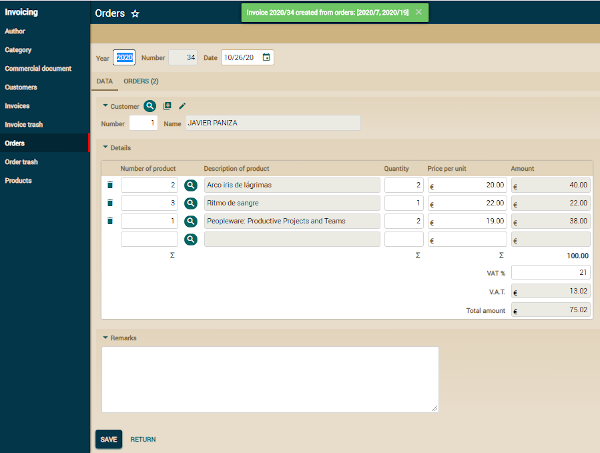 Invoicing
Author
Category
Commercial document
Customers
Invoices
Invoice trash
Orders
Order trash
Products
Orders
Invoice 2020/34 created from orders: [2020/7, 2020/19]
Year 2020 Number 34 Date 10/26/20
DATA ORDERS (2)
Customer
Number 1 Name JAVIER PANIZA
Details
Number of product Description of product Quantity Price per unit Amount
2 Arco iris de lágrimas 2 € 20.00 € 40.00
3 Ritmo de sangre 1 € 22.00 € 22.00
1 Peopleware: Productive Projects and Teams 2 € 19.00 € 38.00
€ €
Σ Σ Σ 100.00
VAT % 21
V.A.T. € 13.02
Total amount € 75.02
Remarks
SAVE RETURN